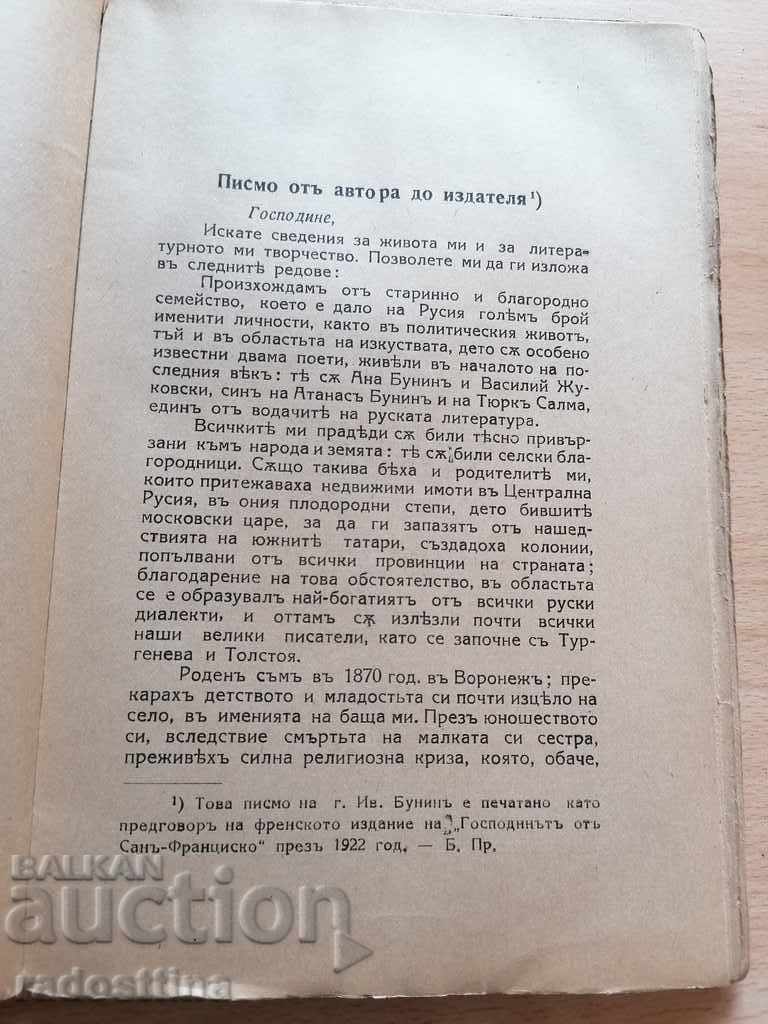 Писмо отъ автора до издателя¹)
Господине,
Искате сведения за живота ми и за литера-
турното ми творчество. Позволете ми да ги изложа
въ следнитѣ редове:
Произхождамъ отъ старинно и благородно
семейство, което е дало на Русия голѣмъ брой
именити личности, както въ политическия животъ,
тъй и въ областьта на изкуствата, дето сѫ особено
известни двама поети, живѣли въ началото на по-
следния вѣкъ: тѣ сѫ Ана Бунинъ и Василий Жу-
ковски, синъ на Атанасъ Бунинъ и на Тюркъ Салма,
единъ отъ водачитѣ на руската литература.
Всичкитѣ ми прадѣди сѫ били тѣсно привър-
зани къмъ народа и земята: тѣ сѫ били селски бла-
городници. Сѫщо такива бѣха и родителитѣ ми,
които притежаваха недвижими имоти въ Централна
Русия, въ ония плодородни степи, дето бившитѣ
московски царе, за да ги запазятъ отъ нашед-
ствията на южнитѣ татари, създадоха колонии,
попълвани отъ всички провинции на страната;
благодарение на това обстоятелство, въ областьта
се е образувалъ най-богатиятъ отъ всички руски
диалекти, и оттамъ сѫ излѣзли почти всички
наши велики писатели, като се започне съ Тур-
генева и Толстоя.
Роденъ съмъ въ 1870 год. въ Воронежъ; пре-
карахъ детството и младостьта си почти изцѣло на
село, въ именията на баща ми. Презъ юношеството
си, вследствие смъртьта на малката си сестра,
преживѣхъ силна религиозна криза, която, обаче,
¹) Това писмо на г. Ив. Бунинъ е печатано като
предговоръ на френското издание на „Господинътъ отъ
Санъ-Франциско“ презъ 1922 год. — Б. Пр.
BALKAN
auction
radosttina